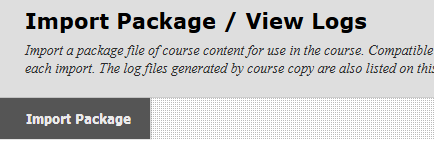 Import Package / View Logs
Import a package file of course content for use in the course. Compatible
each import. The log files generated by course copy are also listed on this
Import Package